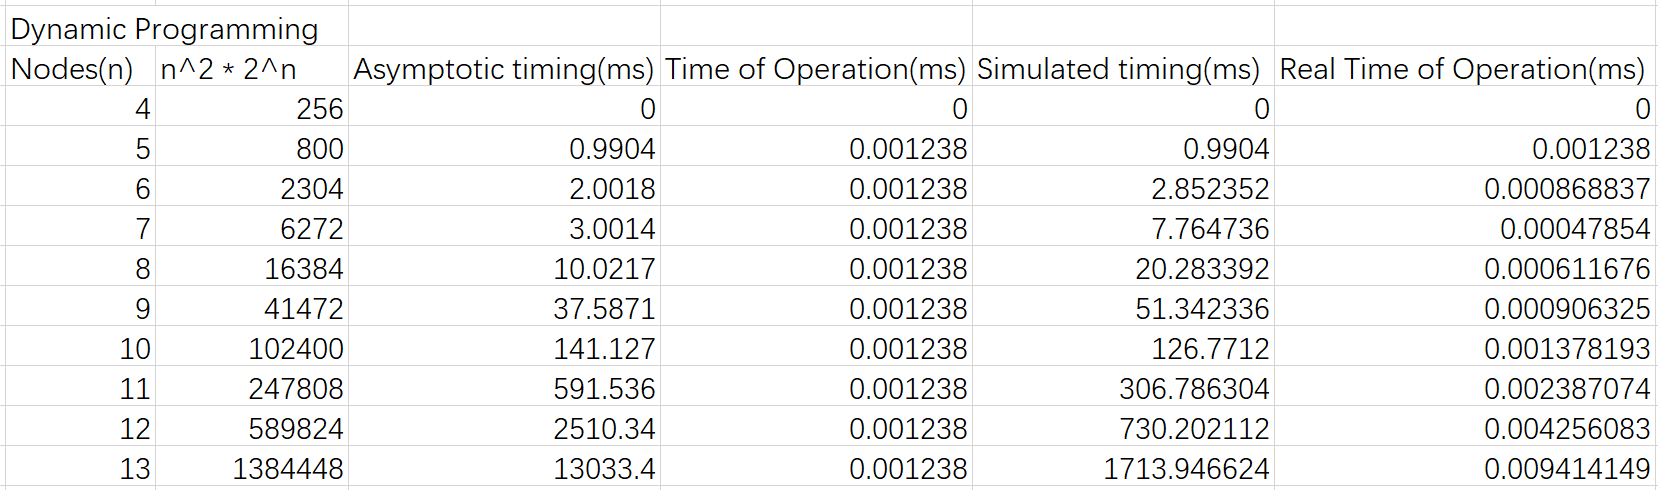 Dynamic Programming
Nodes(n) n^2 * 2^n Asymptotic timing(ms) Time of Operation(ms) Simulated timing(ms) Real Time of Operation(ms)
4 256 0 0 0 0
5 800 0.9904 0.001238 0.9904 0.001238
6 2304 2.0018 0.001238 2.852352 0.000868837
7 6272 3.0014 0.001238 7.764736 0.00047854
8 16384 10.0217 0.001238 20.283392 0.000611676
9 41472 37.5871 0.001238 51.342336 0.000906325
10 102400 141.127 0.001238 126.7712 0.001378193
11 247808 591.536 0.001238 306.786304 0.002387074
12 589824 2510.34 0.001238 730.202112 0.004256083
13 1384448 13033.4 0.001238 1713.946624 0.009414149